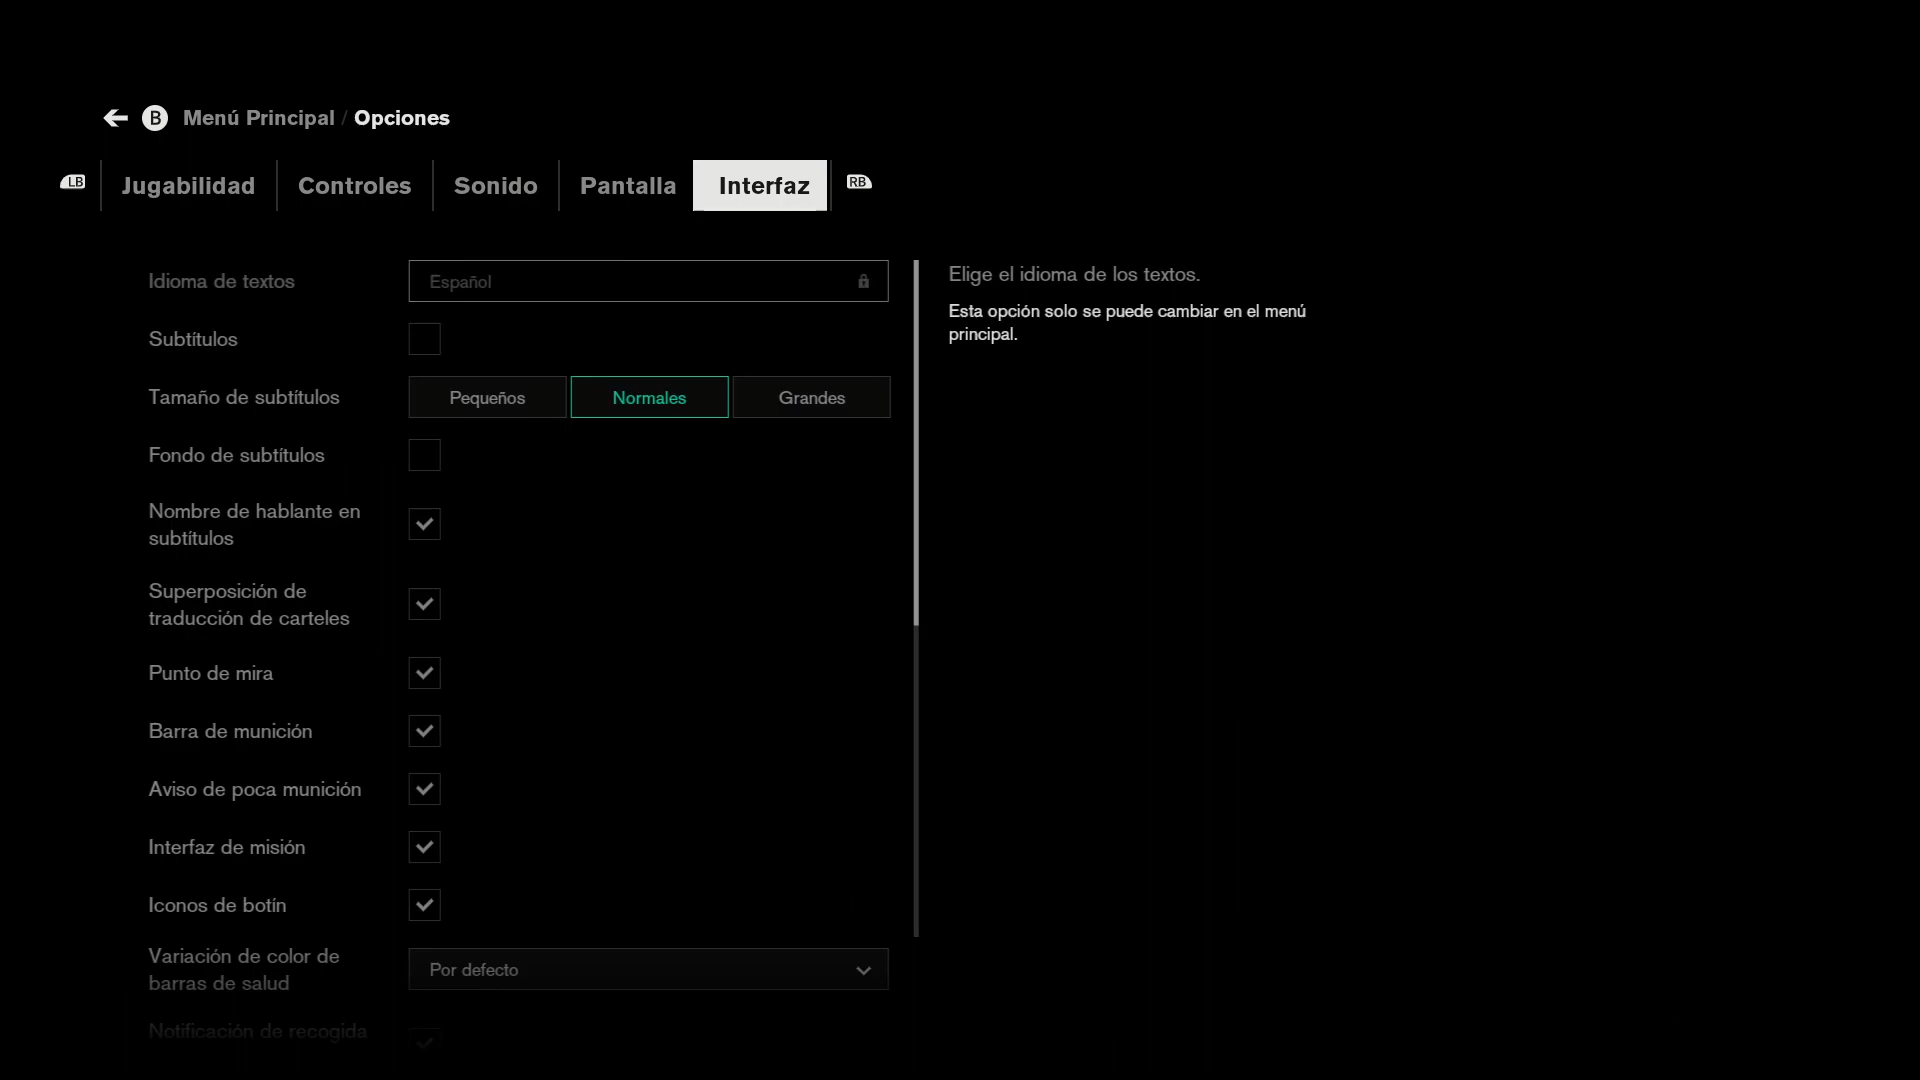 B Menú Principal / Opciones
LB Jugabilidad Controles Sonido Pantalla Interfaz RB
Idioma de textos Español
Elige el idioma de los textos.
Esta opción solo se puede cambiar en el menú
principal.
Subtítulos
Tamaño de subtítulos Pequeños Normales Grandes
Fondo de subtítulos
Nombre de hablante en
subtítulos
Superposición de
traducción de carteles
Punto de mira
Barra de munición
Aviso de poca munición
Interfaz de misión
Iconos de botín
Variación de color de
barras de salud
Por defecto
Notificación de recogida